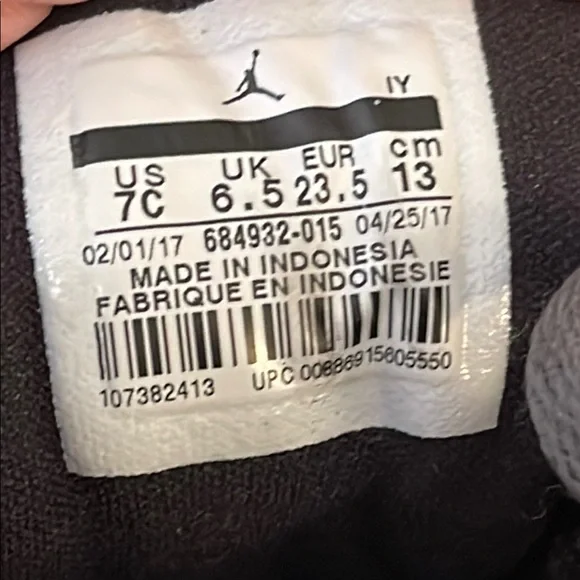 IY
US UK EUR cm
7C 6.5 23.5 13
02/01/17 684932-015 04/25/17
MADE IN INDONESIA
FABRIQUE EN INDONESIE
107382413 UPC 00886915605550